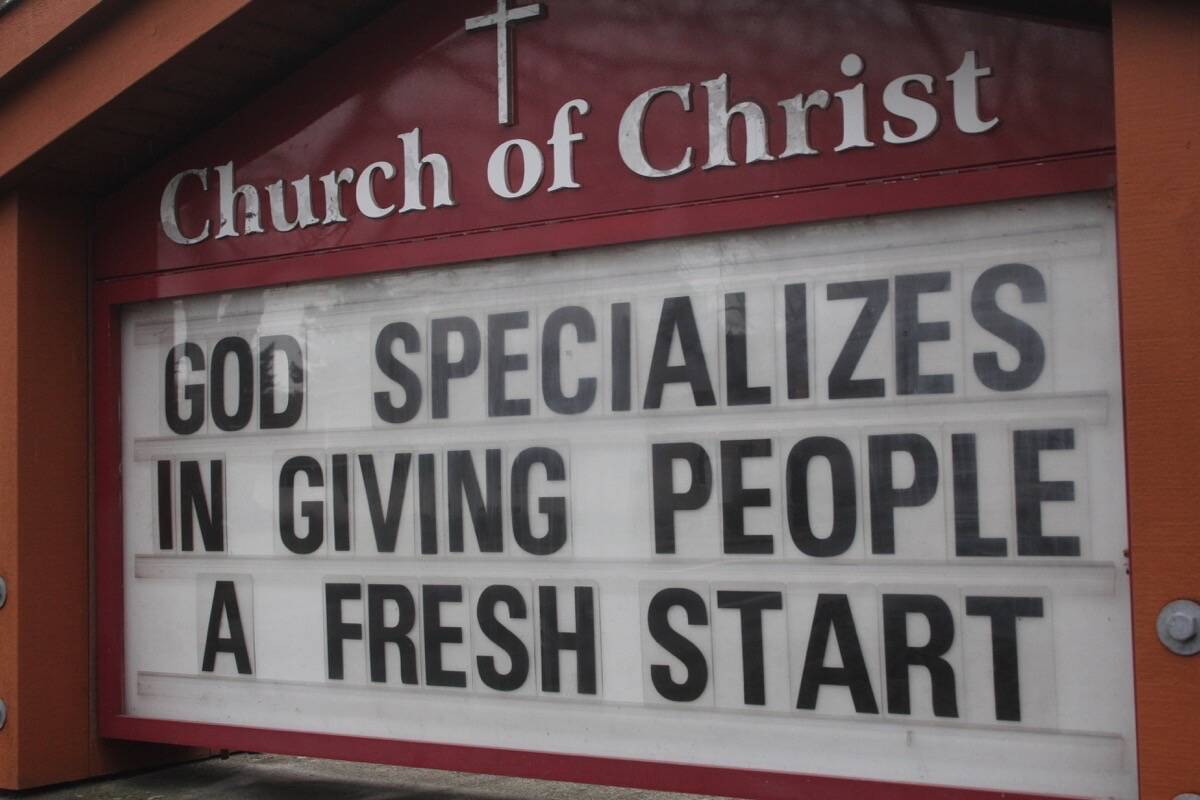 Church of Christ
GOD SPECIALIZES
IN GIVING PEOPLE
A FRESH START